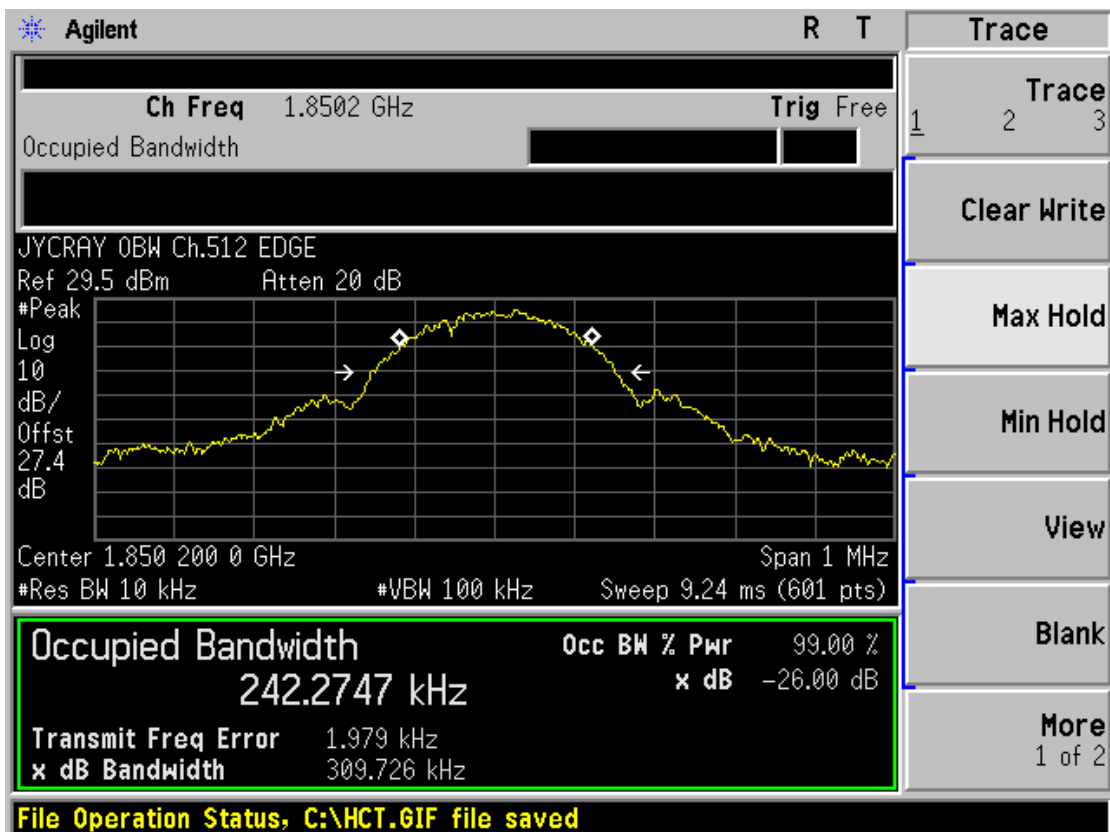 Agilent R T
Ch Freq 1.8502 GHz Trig Free
Occupied Bandwidth
JYCRAY OBW Ch.512 EDGE
Ref 29.5 dBm Atten 20 dB
#Peak
Log
10
dB/
Offst
27.4
dB
Center 1.850 200 0 GHz Span 1 MHz
#Res BW 10 kHz #VBW 100 kHz Sweep 9.24 ms (601 pts)
Occupied Bandwidth
242.2747 kHz
Occ BW % Pwr 99.00 %
x dB -26.00 dB
Transmit Freq Error 1.979 kHz
x dB Bandwidth 309.726 kHz
File Operation Status, C:\HCT.GIF file saved
Trace
Trace
1 2 3
Clear Write
Max Hold
Min Hold
View
Blank
More
1 of 2